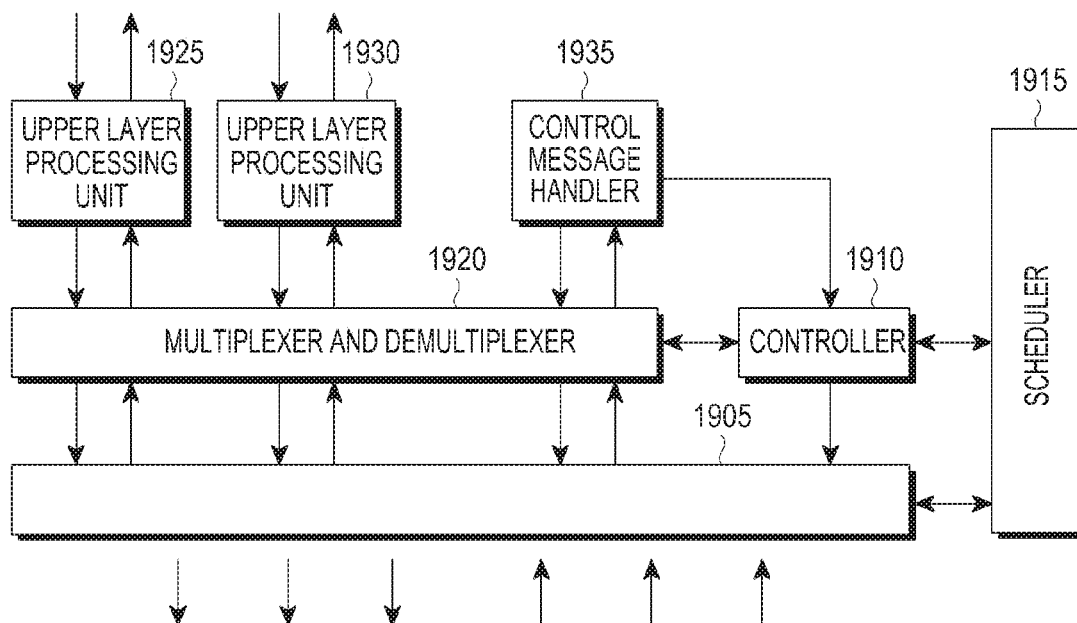 1925
1930
1935
1915
UPPER LAYER
PROCESSING
UNIT
UPPER LAYER
PROCESSING
UNIT
CONTROL
MESSAGE
HANDLER
1920
1910
MULTIPLEXER AND DEMULTIPLEXER
CONTROLLER
SCHEDULER
1905